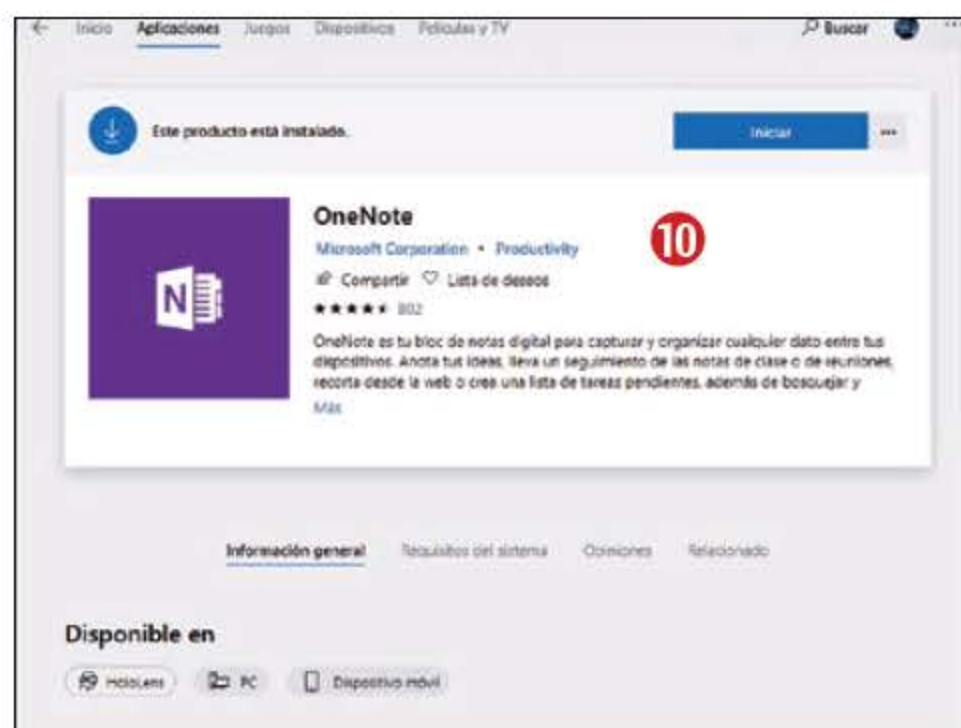 Inicio Aplicaciones Juegos Dispositivos Películas y TV Buscar
Este producto está instalado.
Iniciar
N
OneNote
10
Microsoft Corporation • Productivity
Compartir Lista de deseos
802
OneNote es tu bloc de notas digital para capturar y organizar cualquier dato entre tus
dispositivos. Anota tus ideas, lleva un seguimiento de las notas de clase o de reuniones,
recorta desde la web o crea una lista de tareas pendientes, además de bosquejar y
Más
Información general Requisitos del sistema Opiniones Relacionado
Disponible en
HoloLens PC Dispositivo móvil